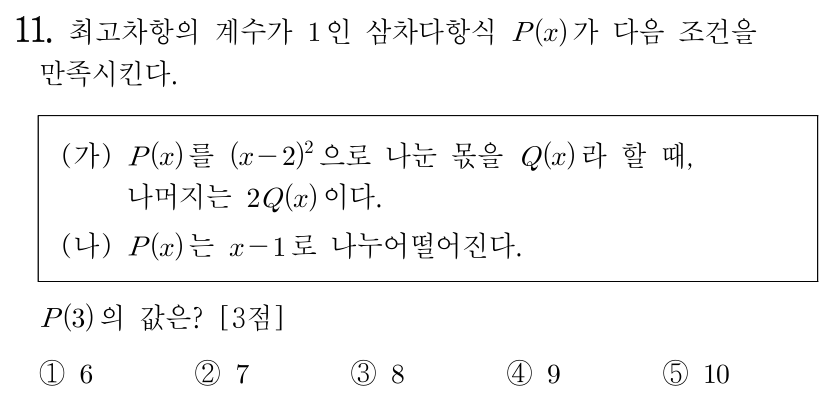 11. 최고차항의 계수가 1인 삼차다항식 P(x)가 다음 조건을
만족시킨다.
(가) P(x)를 (x-2)²으로 나눈 몫을 Q(x)라 할 때,
나머지는 2Q(x)이다.
(나) P(x)는 x-1로 나누어떨어진다.
P(3)의 값은? [3점]
① 6 ② 7 ③ 8 ④ 9 ⑤ 10